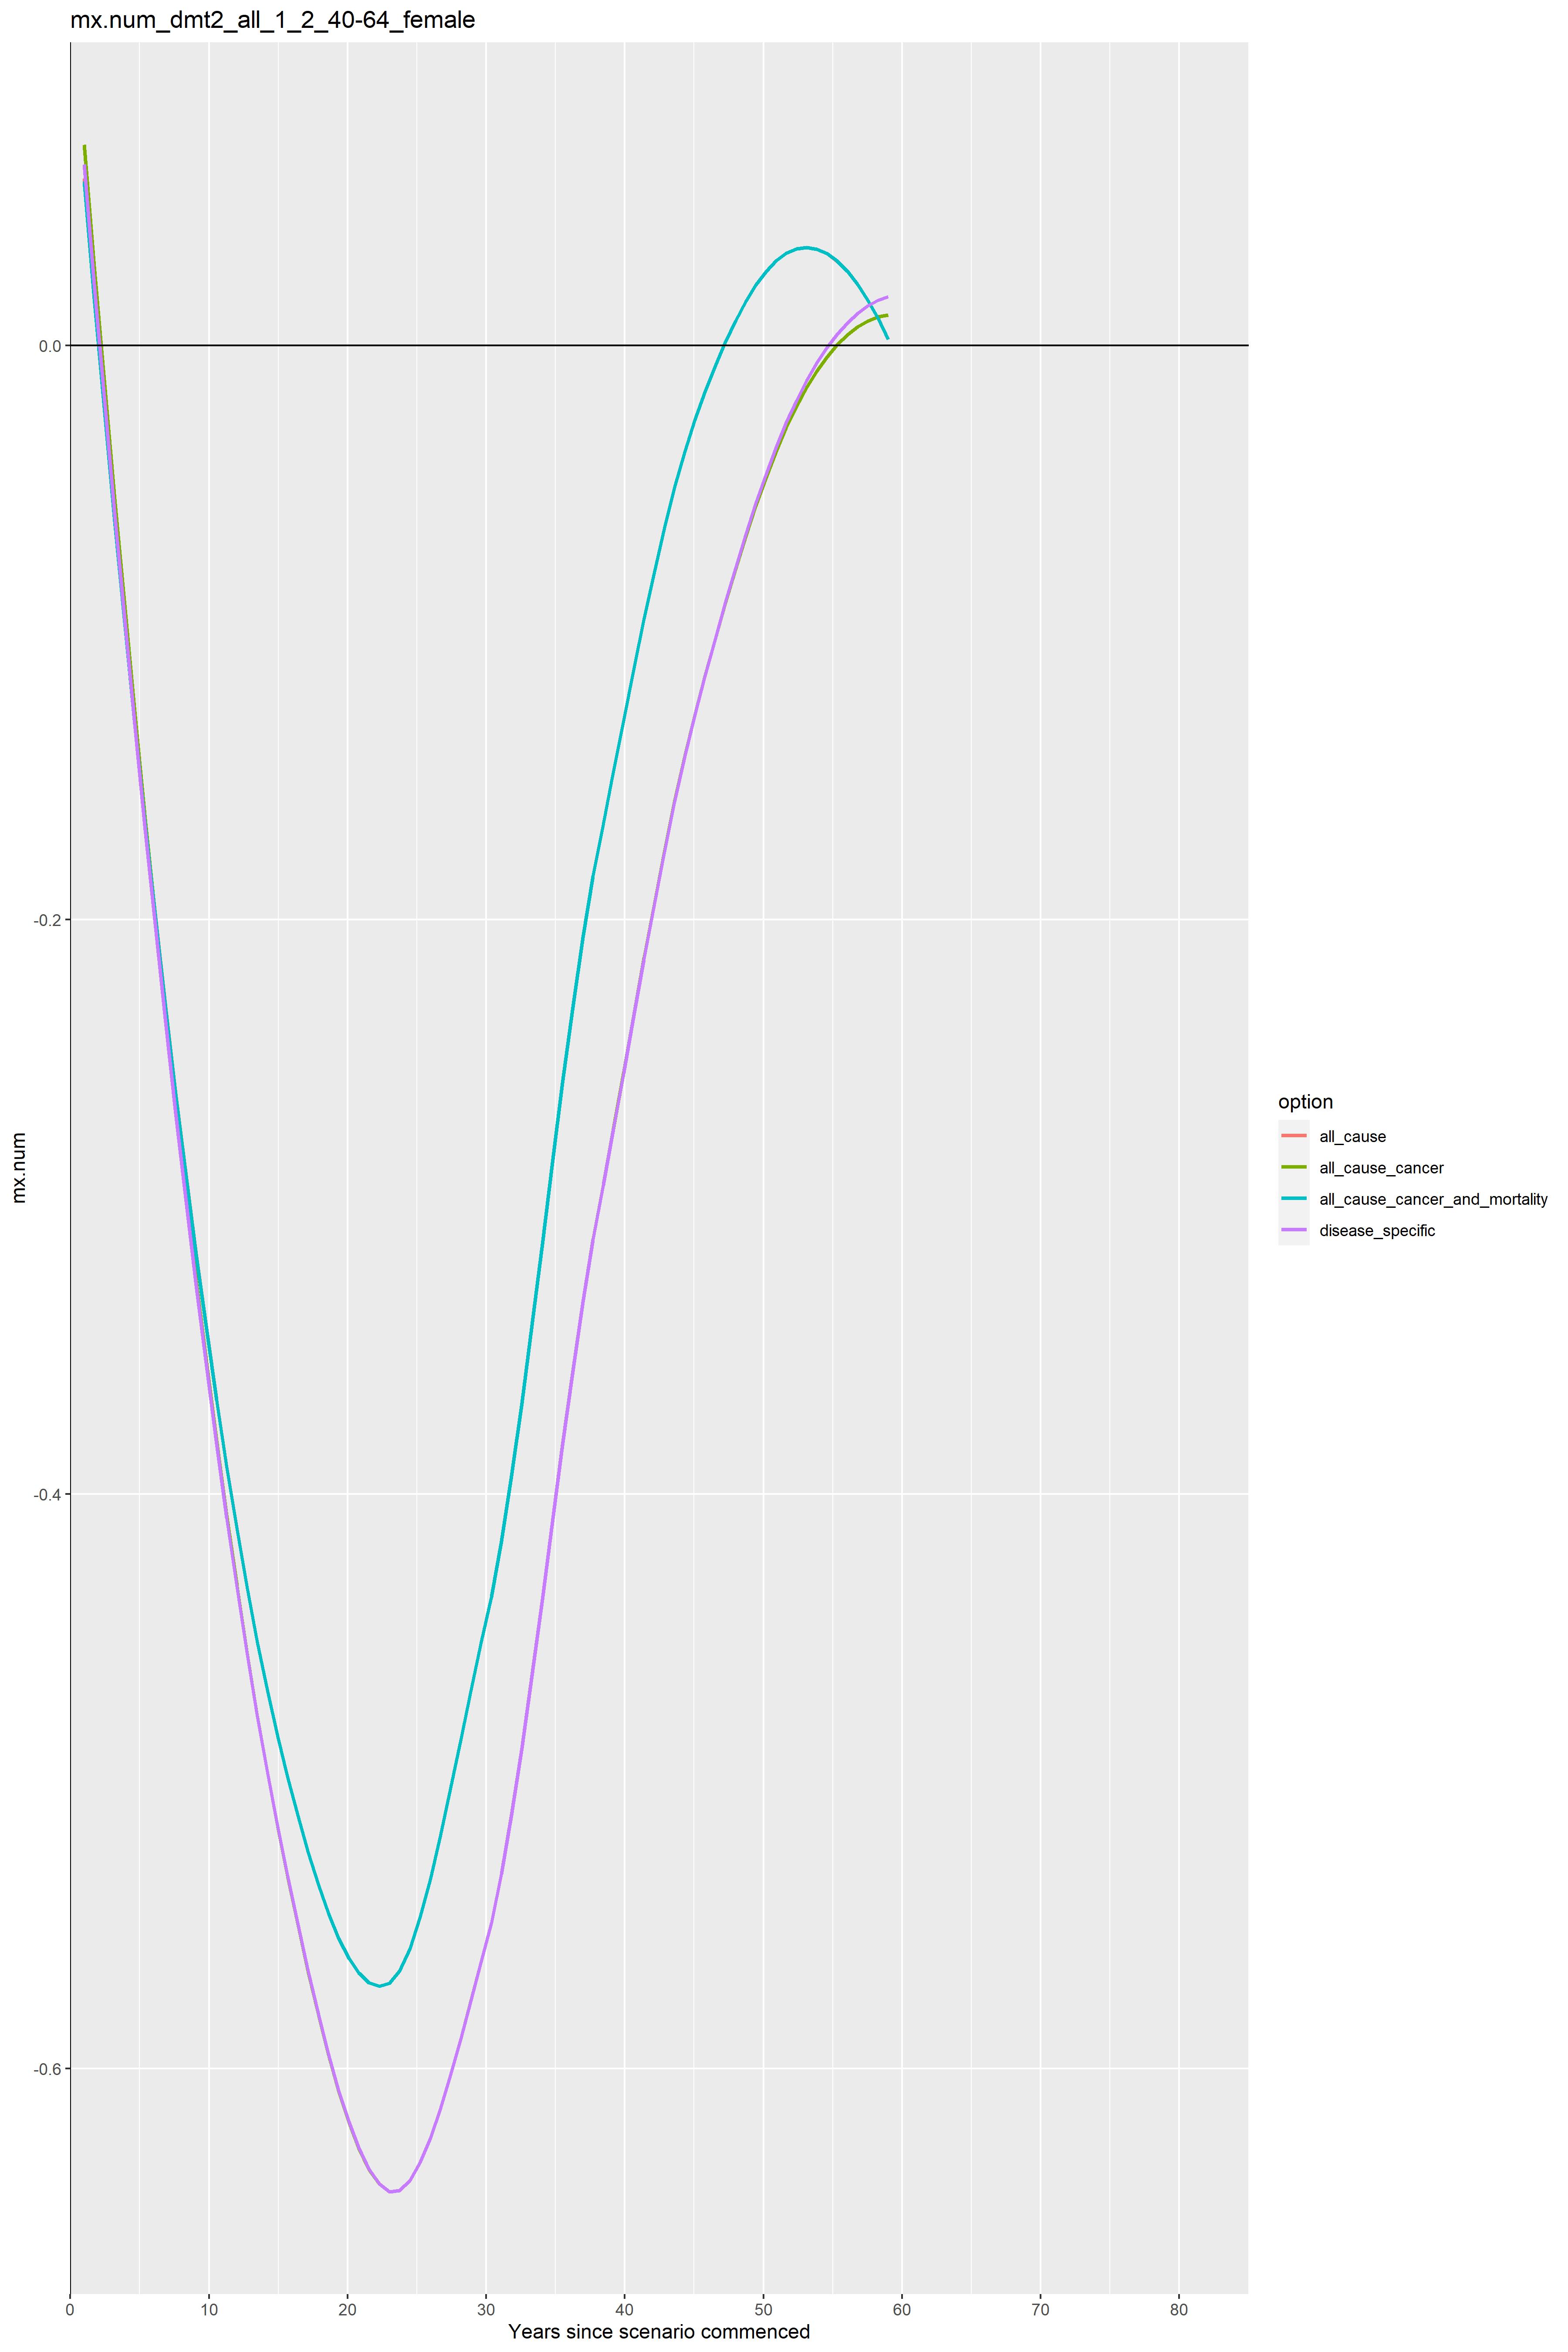 mx.num_dmt2_all_1_2_40-64_female
0.0
-0.2
-0.4
-0.6
mx.num
0 10 20 30 40 50 60 70 80
Years since scenario commenced
option
all_cause
all_cause_cancer
all_cause_cancer_and_mortality
disease_specific